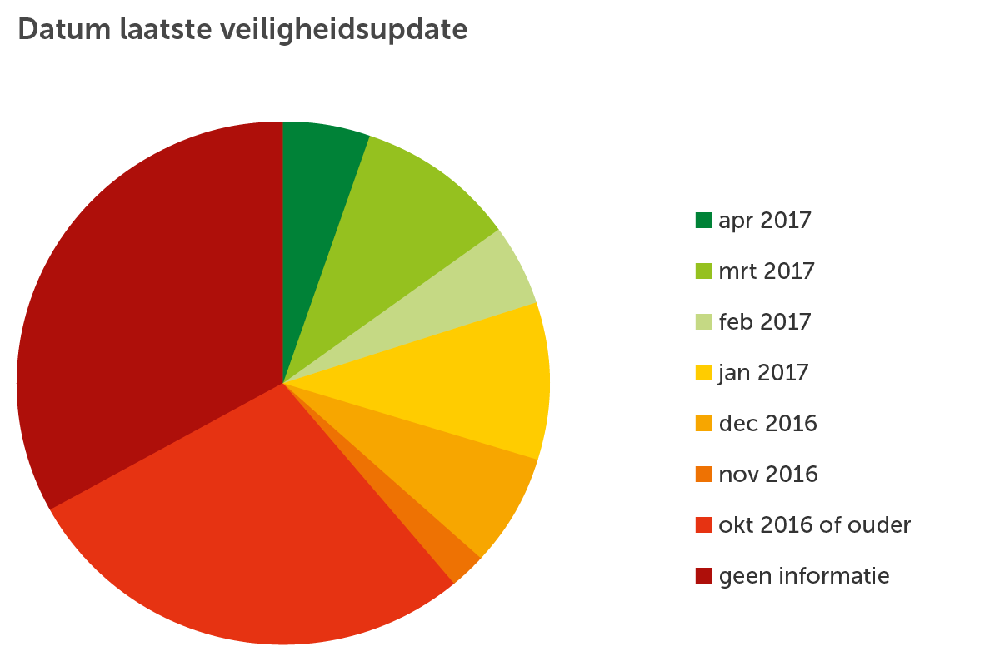 Datum laatste veiligheidsupdate
apr 2017
mrt 2017
feb 2017
jan 2017
dec 2016
nov 2016
okt 2016 of ouder
geen informatie